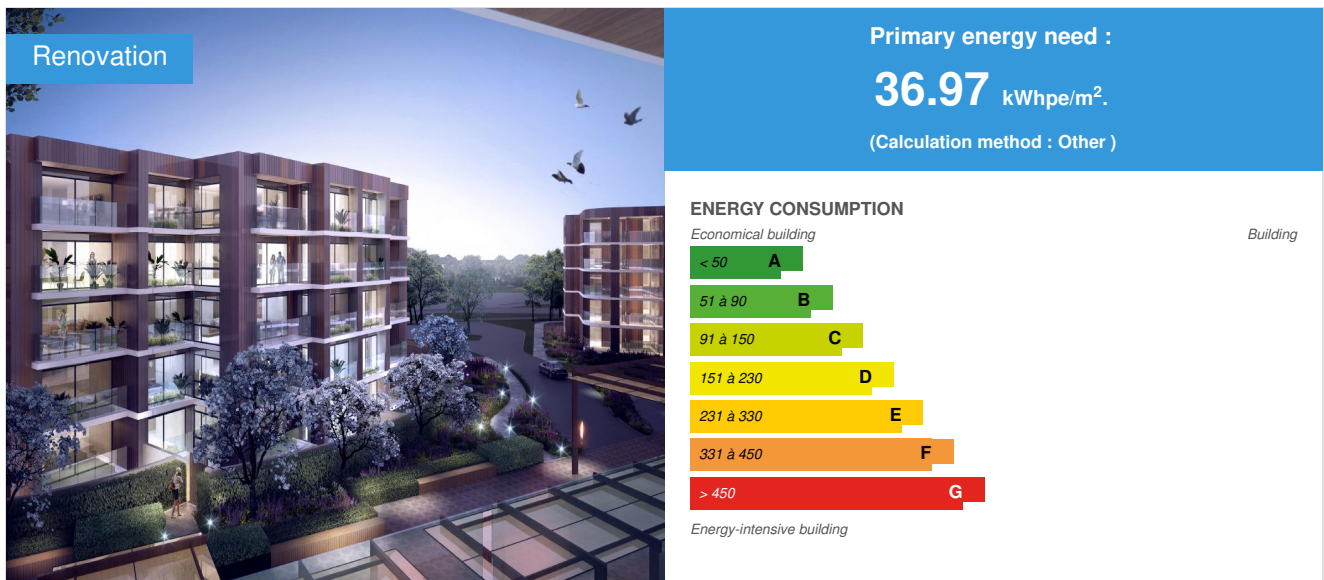 Renovation
Primary energy need :
36.97 kWhpe/m².
(Calculation method : Other )
ENERGY CONSUMPTION
Economical building
Building
< 50 A
51 à 90 B
91 à 150 C
151 à 230 D
231 à 330 E
331 à 450 F
> 450 G
Energy-intensive building